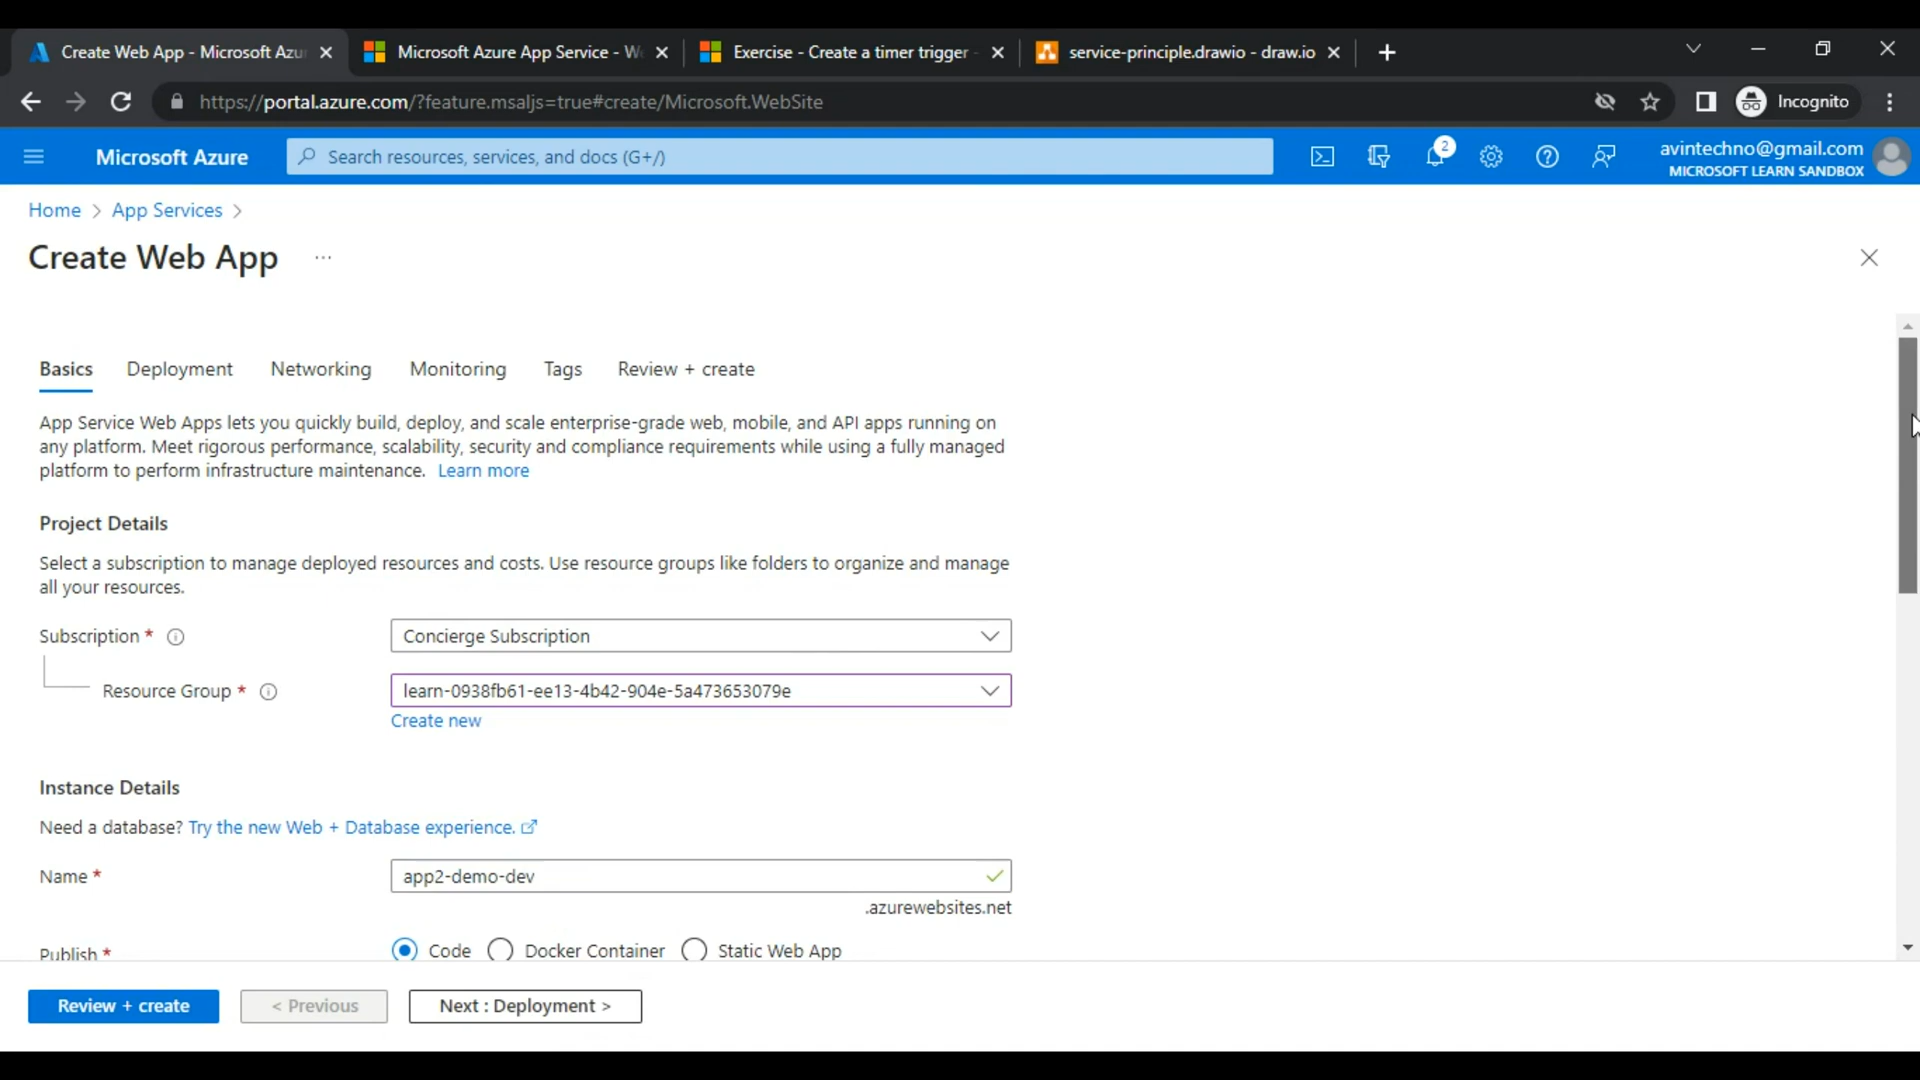 Create Web App - Microsoft Azu
Microsoft Azure App Service - W
Exercise - Create a timer trigger -
service-principle.drawio - draw.io
https://portal.azure.com/?feature.msaljs=true#create/Microsoft.WebSite
Incognito
Microsoft Azure
Search resources, services, and docs (G+/)
2
avintechno@gmail.com
MICROSOFT LEARN SANDBOX
Home > App Services >
Create Web App ...
Basics Deployment Networking Monitoring Tags Review + create
App Service Web Apps lets you quickly build, deploy, and scale enterprise-grade web, mobile, and API apps running on
any platform. Meet rigorous performance, scalability, security and compliance requirements while using a fully managed
platform to perform infrastructure maintenance. Learn more
Project Details
Select a subscription to manage deployed resources and costs. Use resource groups like folders to organize and manage
all your resources.
Subscription * Concierge Subscription
Resource Group * learn-0938fb61-ee13-4b42-904e-5a473653079e
Create new
Instance Details
Need a database? Try the new Web + Database experience.
Name * app2-demo-dev
.azurewebsites.net
Publish * Code Docker Container Static Web App
Review + create < Previous Next : Deployment >